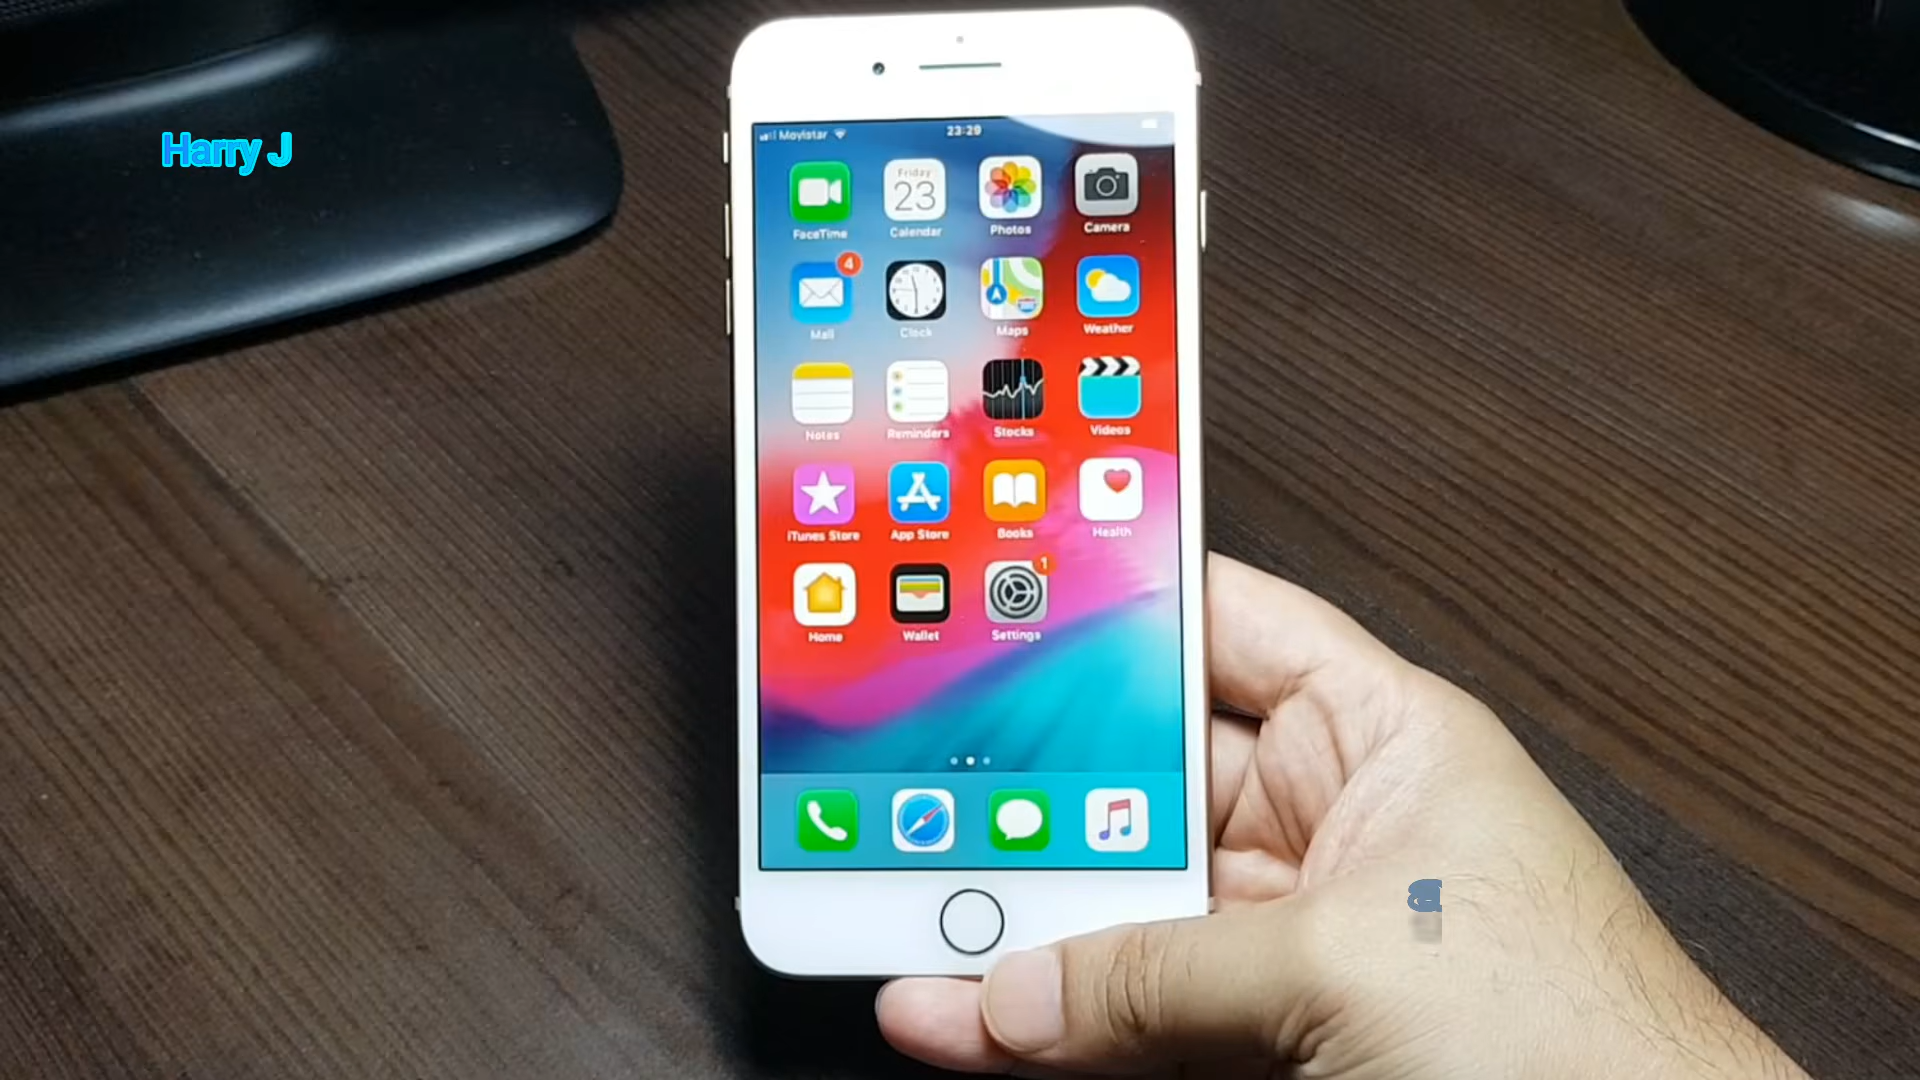 Harry J
Movistar
23:29
FaceTime
Friday
23
Calendar
Photos
Camera
4
Mail
Clock
Maps
Weather
Notes
Reminders
Stocks
Videos
iTunes Store
App Store
Books
Health
Home
Wallet
1
Settings